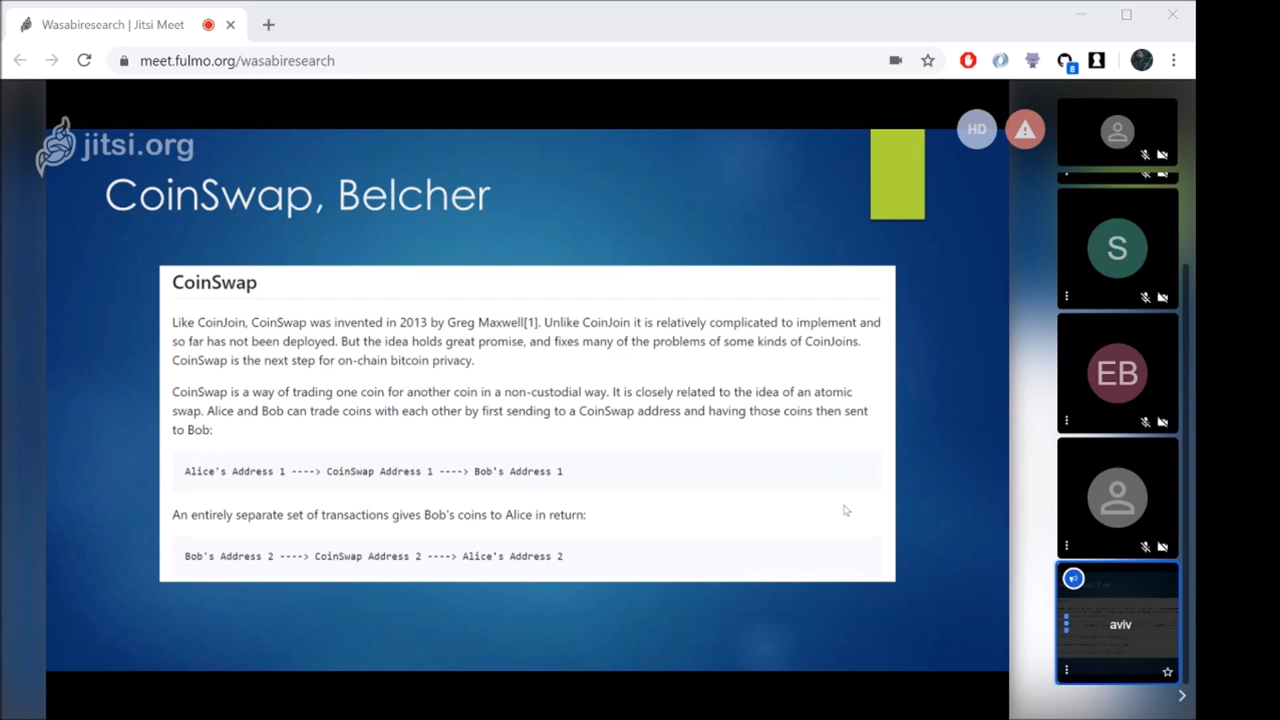 Wasabiresearch | Jitsi Meet
meet.fulmo.org/wasabiresearch
8
jitsi.org
HD
CoinSwap, Belcher
CoinSwap
Like CoinJoin, CoinSwap was invented in 2013 by Greg Maxwell[1]. Unlike CoinJoin it is relatively complicated to implement and
so far has not been deployed. But the idea holds great promise, and fixes many of the problems of some kinds of CoinJoins.
CoinSwap is the next step for on-chain bitcoin privacy.
CoinSwap is a way of trading one coin for another coin in a non-custodial way. It is closely related to the idea of an atomic
swap. Alice and Bob can trade coins with each other by first sending to a CoinSwap address and having those coins then sent
to Bob:
Alice's Address 1 ----> CoinSwap Address 1 ----> Bob's Address 1
An entirely separate set of transactions gives Bob's coins to Alice in return:
Bob's Address 2 ----> CoinSwap Address 2 ----> Alice's Address 2
S
EB
aviv